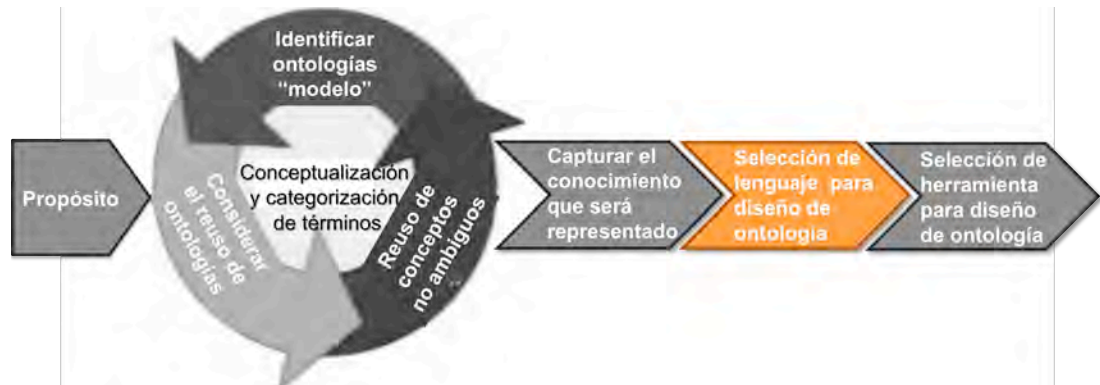 Propósito
Identificar
ontologías
“modelo”
Considerar
el reuso de
ontologías
Conceptualización
y categorización
de términos
Reuso de
conceptos
no ambiguos
Capturar el
conocimiento
que será
representado
Selección de
lenguaje para
diseño de
ontología
Selección de
herramienta
para diseño
de ontología